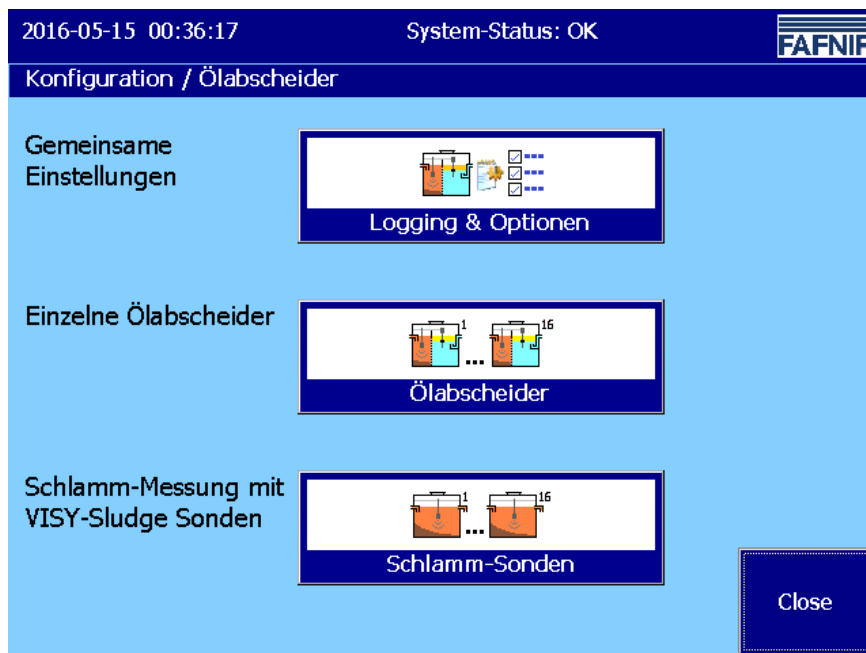 2016-05-15 00:36:17 System-Status: OK
FAFNIR
Konfiguration / Ölabscheider
Gemeinsame
Einstellungen
Logging & Optionen
Einzelne Ölabscheider
1 ... 16
Ölabscheider
Schlamm-Messung mit
VISY-Sludge Sonden
1 ... 16
Schlamm-Sonden
Close